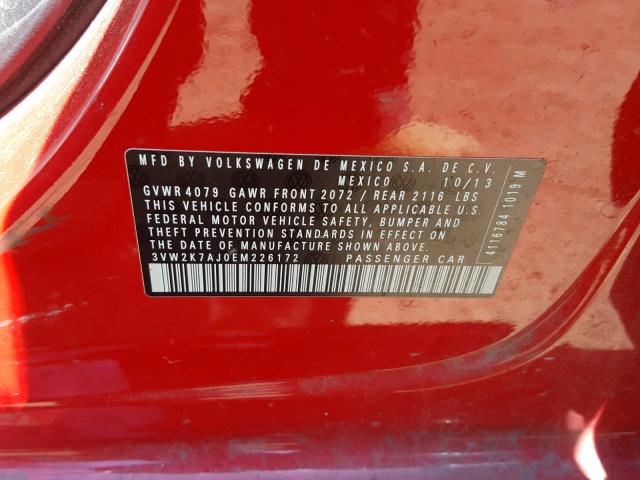 MFD BY VOLKSWAGEN DE MEXICO S.A. DE C.V.
MEXICO 10/13
GVWR 4079 GAWR FRONT 2072 / REAR 2116 LBS
THIS VEHICLE CONFORMS TO ALL APPLICABLE U.S.
FEDERAL MOTOR VEHICLE SAFETY, BUMPER AND
THEFT PREVENTION STANDARDS IN EFFECT ON
THE DATE OF MANUFACTURE SHOWN ABOVE.
3VW2K7AJ0EM226172 PASSENGER CAR
4116784 1019 M